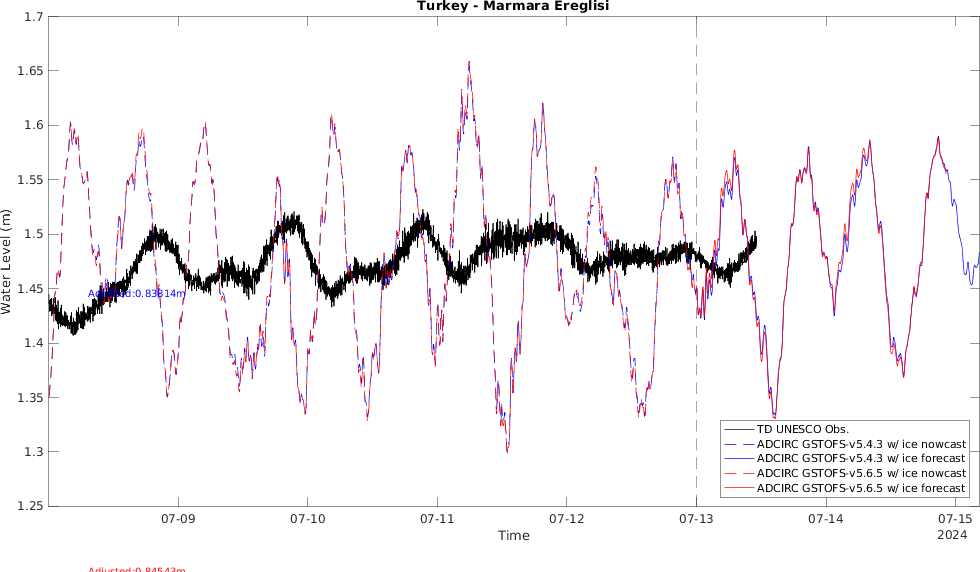 Turkey - Marmara Ereglisi
Water Level (m)
1.7
1.65
1.6
1.55
1.5
1.45
1.4
1.35
1.3
1.25
Adjusted:0.83814m
TD UNESCO Obs.
ADCIRC GSTOFS-v5.4.3 w/ ice nowcast
ADCIRC GSTOFS-v5.4.3 w/ ice forecast
ADCIRC GSTOFS-v5.6.5 w/ ice nowcast
ADCIRC GSTOFS-v5.6.5 w/ ice forecast
07-09
07-10
07-11
07-12
07-13
07-14
07-15
2024
Time
Adjusted:0.84543m